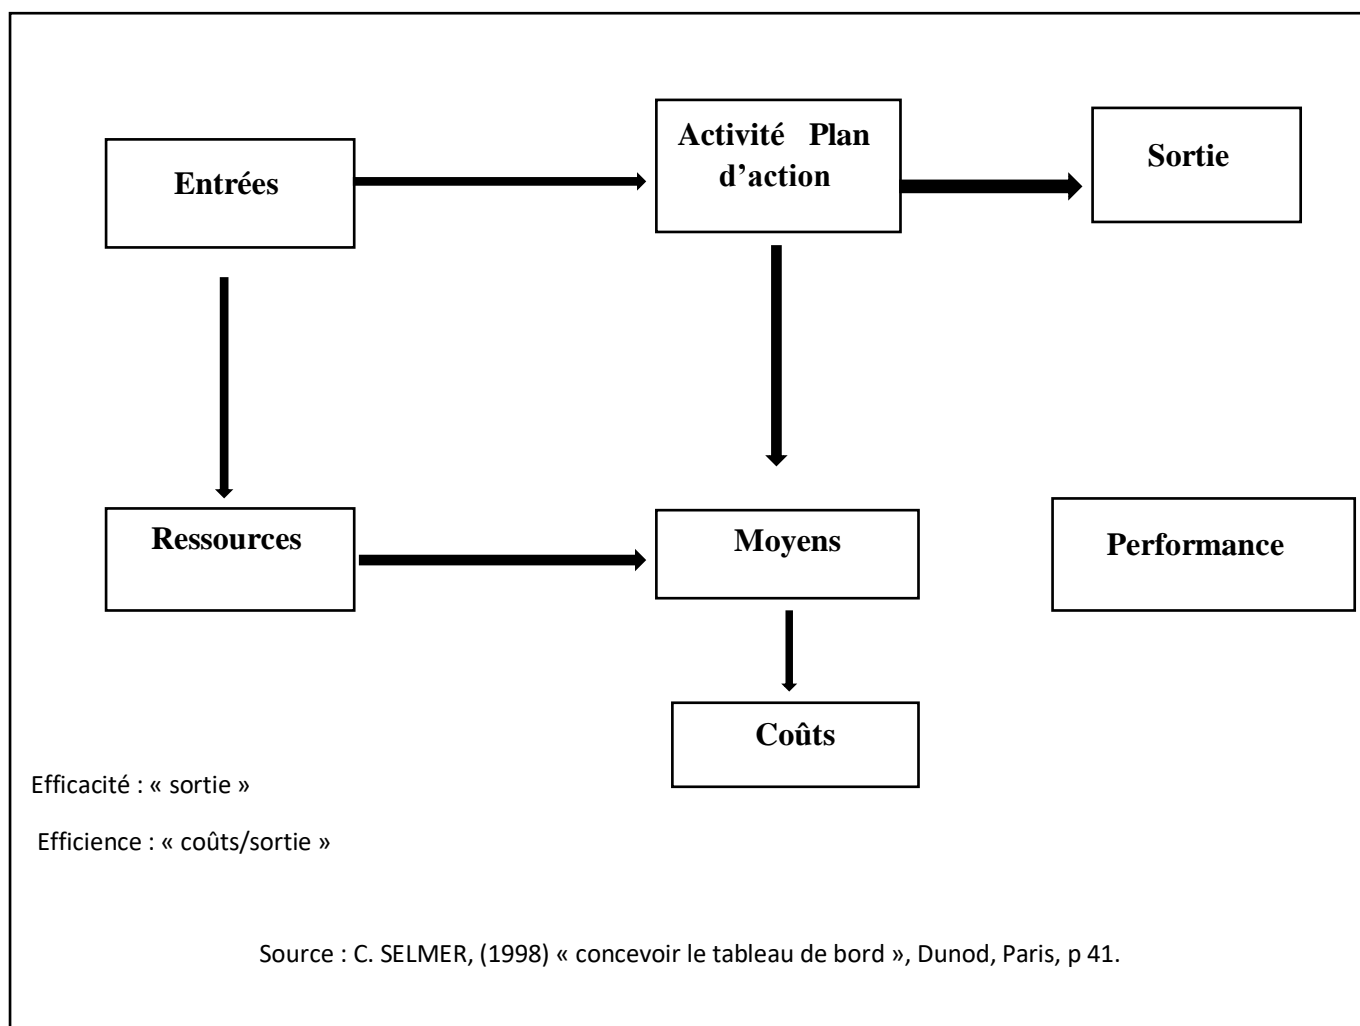 Entrées
Activité Plan
d’action
Sortie
Ressources
Moyens
Performance
Coûts
Efficacité : « sortie »
Efficience : « coûts/sortie »
Source : C. SELMER, (1998) « concevoir le tableau de bord », Dunod, Paris, p 41.